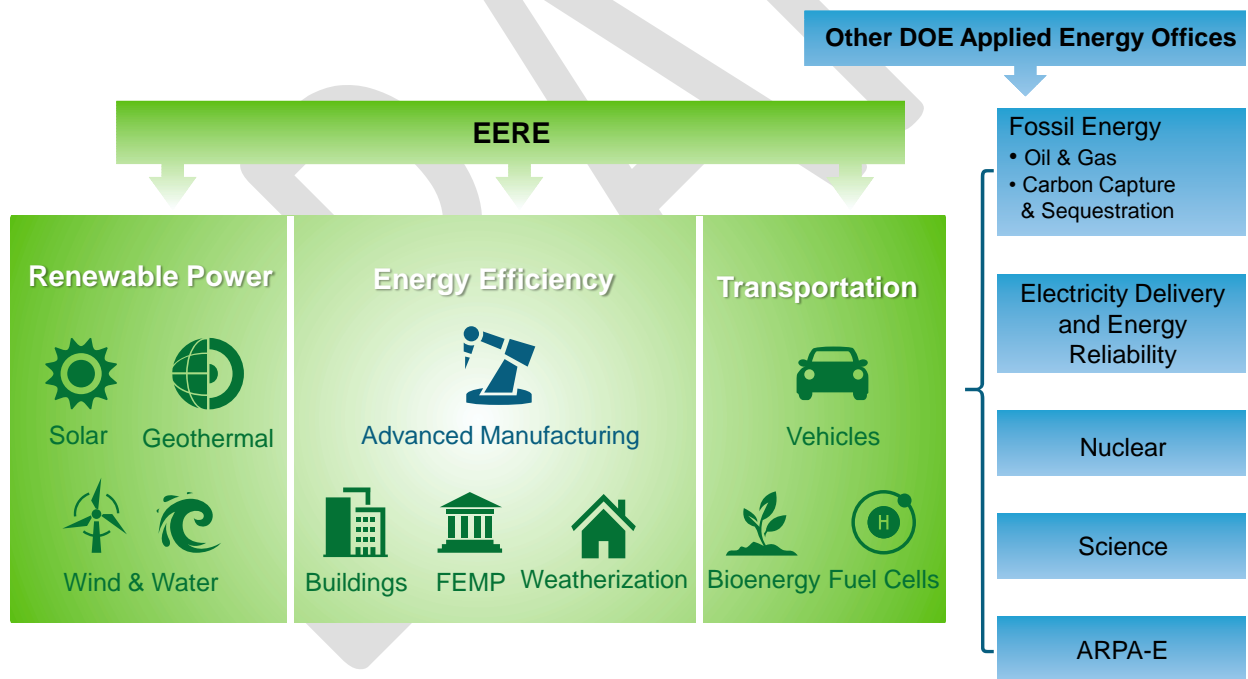 Other DOE Applied Energy Offices
EERE
Fossil Energy
• Oil & Gas
• Carbon Capture
& Sequestration
Renewable Power
Energy Efficiency
Transportation
Electricity Delivery
and Energy
Reliability
Solar
Geothermal
Advanced Manufacturing
Vehicles
Nuclear
H
Science
Wind & Water
Buildings
FEMP
Weatherization
Bioenergy
Fuel Cells
ARPA-E